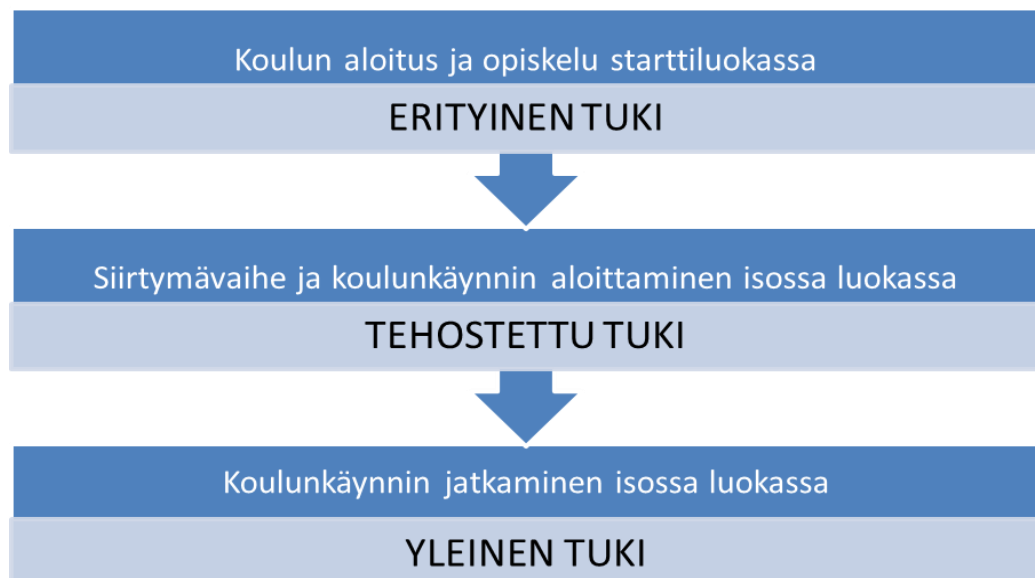 Koulun aloitus ja opiskelu starttiluokassa
ERITYINEN TUKI
Siirtymävaihe ja koulunkäynnin aloittaminen isossa luokassa
TEHOSTETTU TUKI
Koulunkäynnin jatkaminen isossa luokassa
YLEINEN TUKI